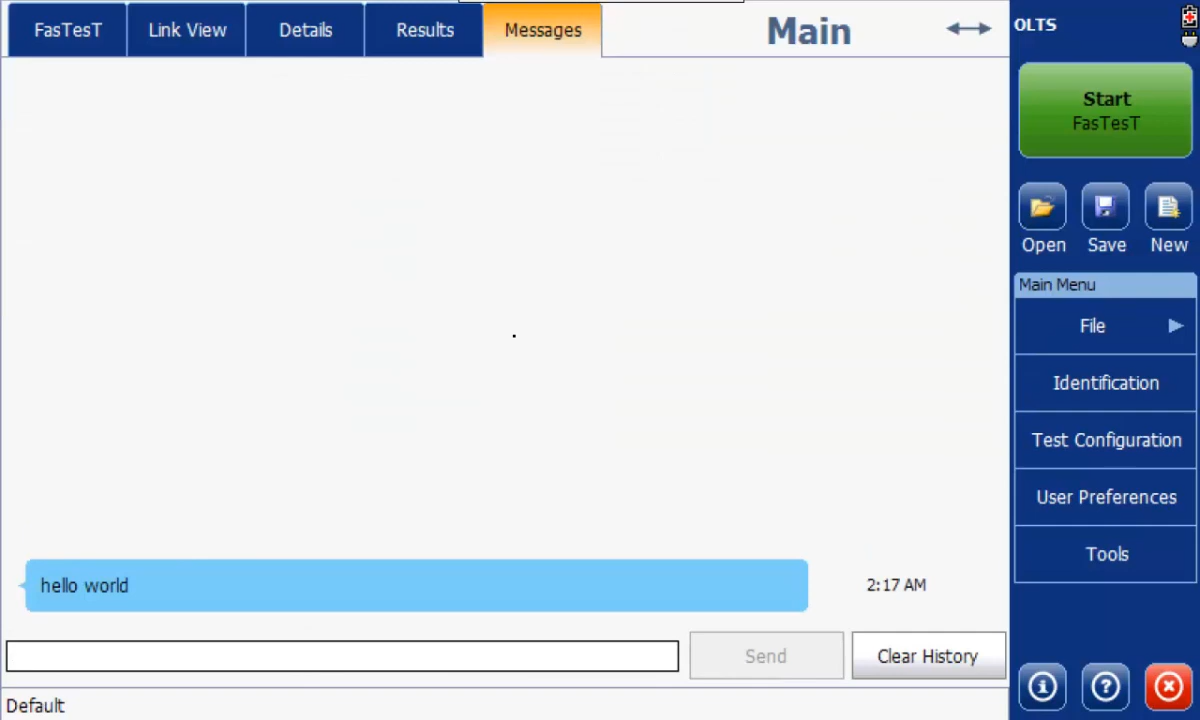 FasTesT
Link View
Details
Results
Messages
Main
OLTS
Start
FasTesT
Open
Save
New
Main Menu
File
Identification
Test Configuration
User Preferences
Tools
hello world
2:17 AM
Send
Clear History
Default